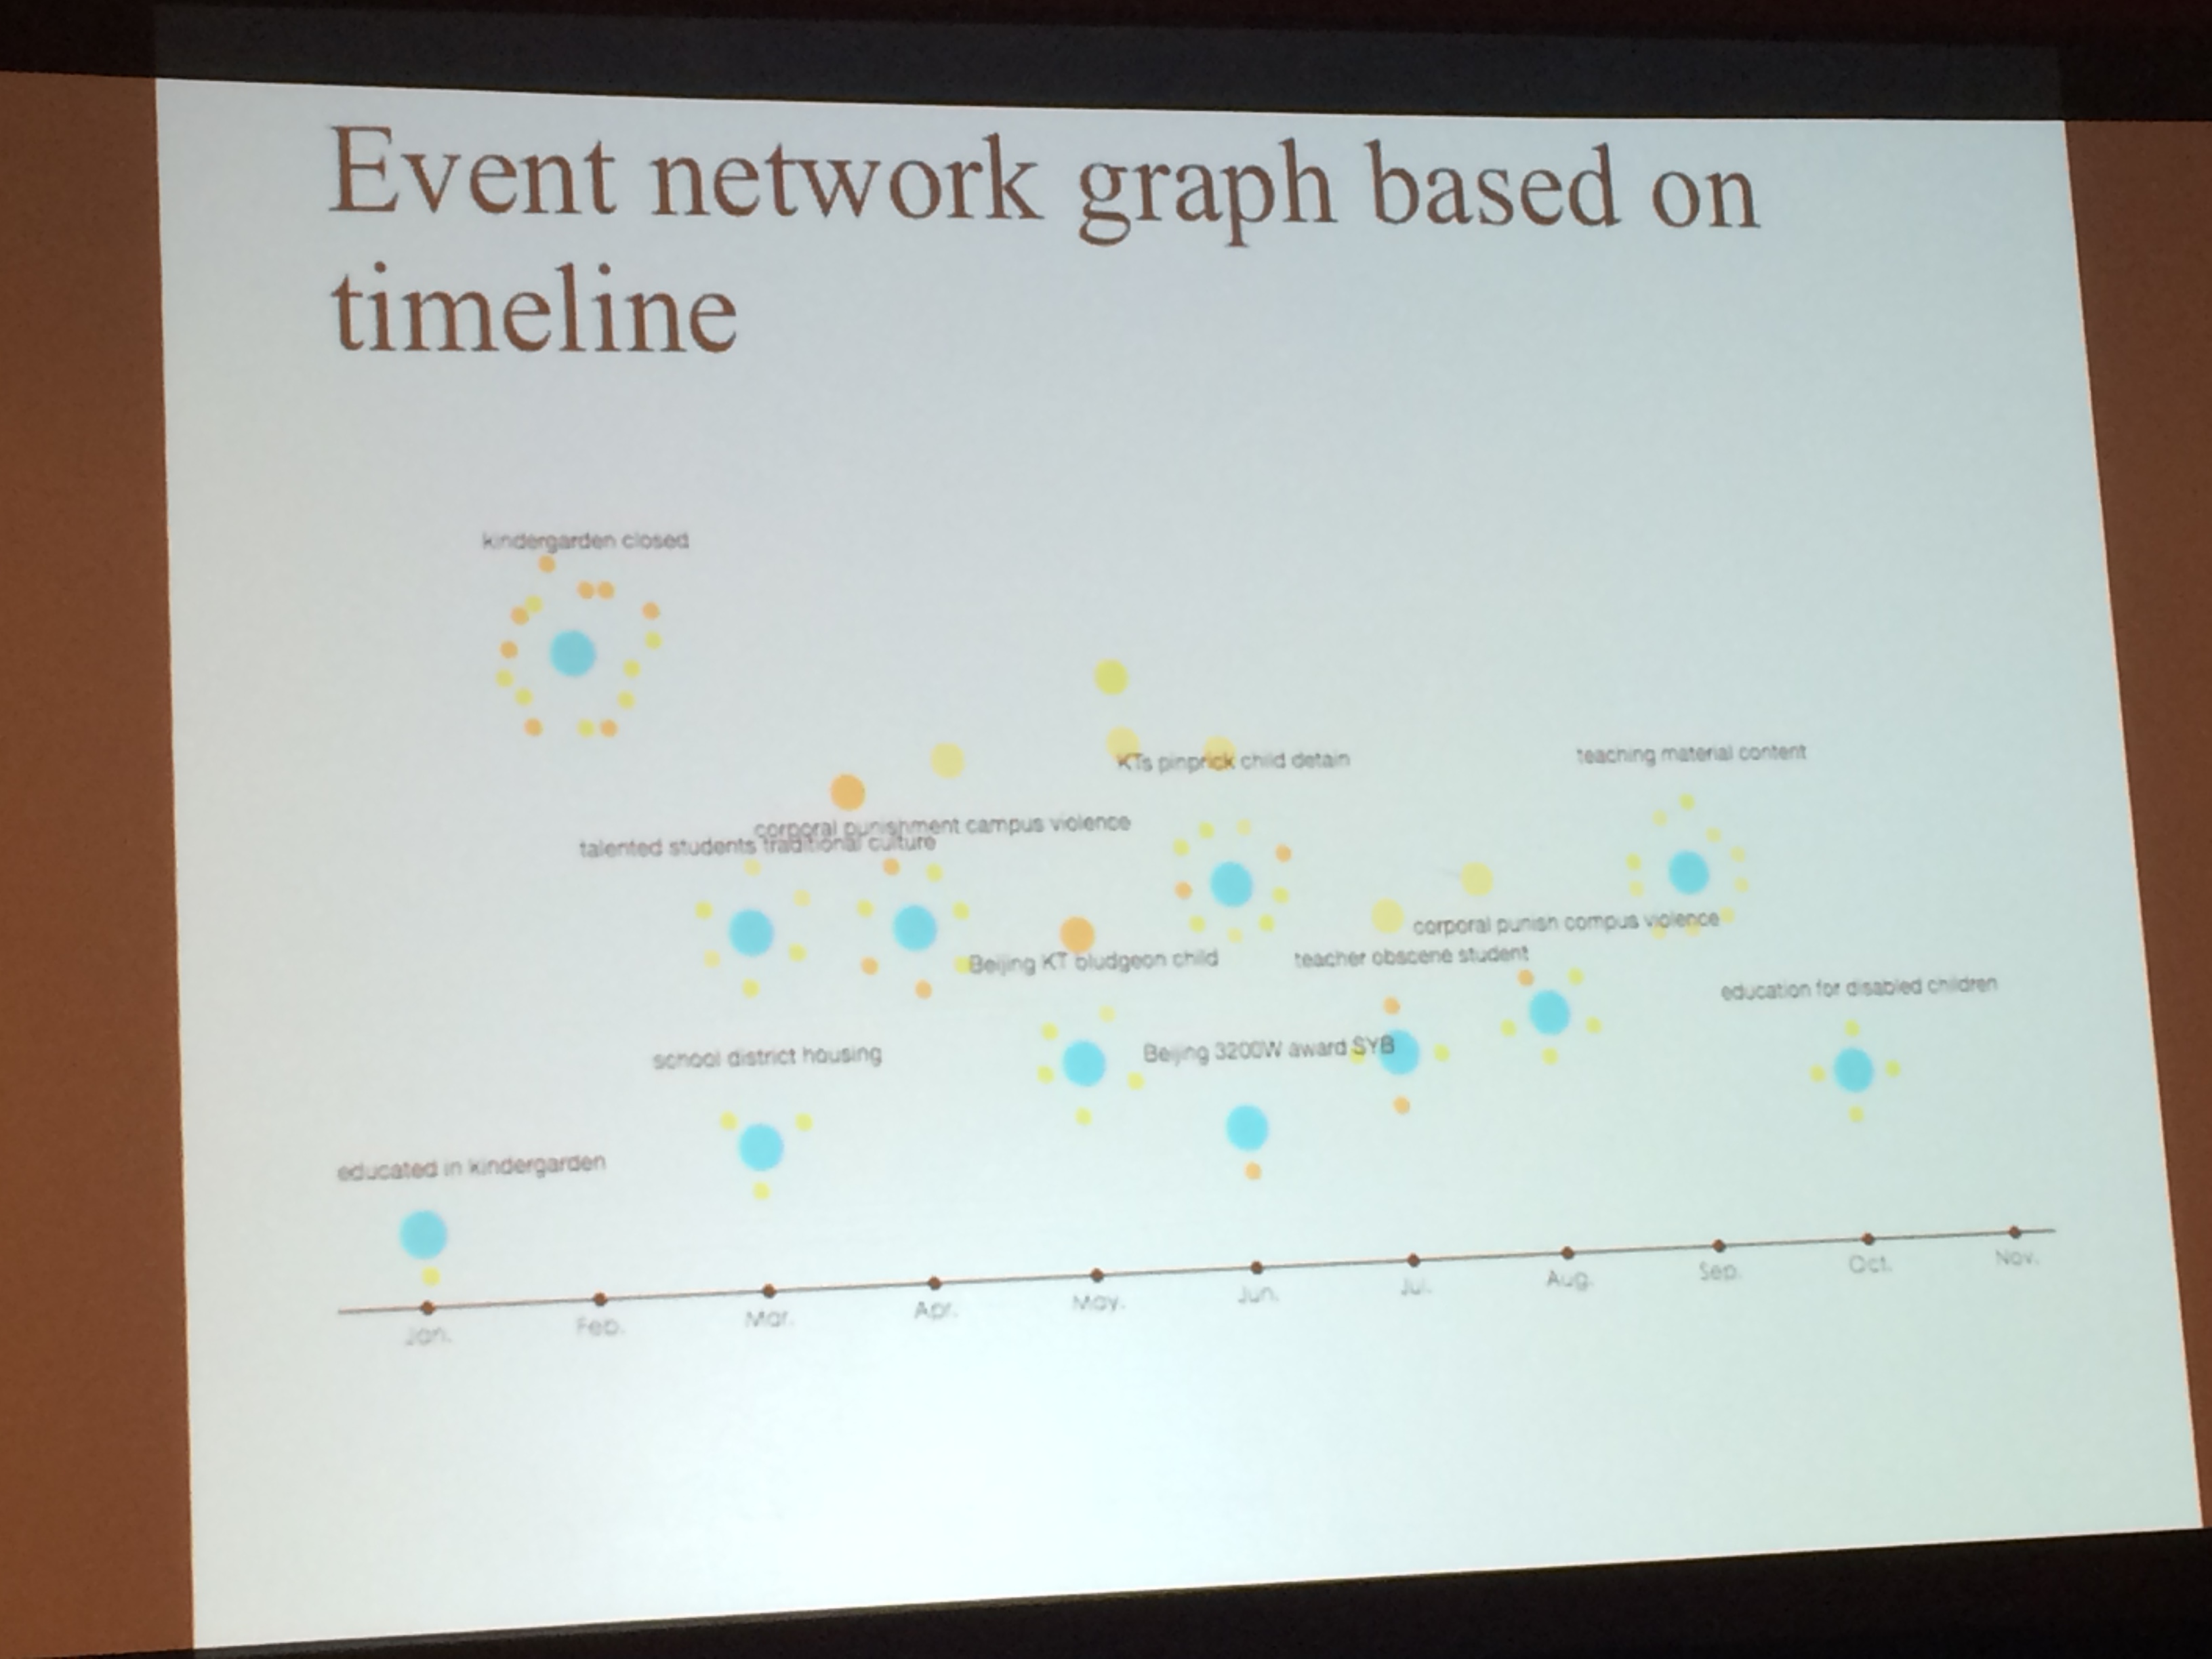 Event network graph based on
timeline
kindergarden closed
KTs pinprick child detain
teaching material content
corporal punishment campus violence
talented students traditional culture
corporal punish compus violence
Beijing KT bludgeon child
teacher obscene student
education for disabled children
school district housing
Beijing 3200W award SYB
educated in kindergarden
Jan.
Feb.
Mar.
Apr.
May.
Jun.
Jul.
Aug.
Sep.
Oct.
Nov.